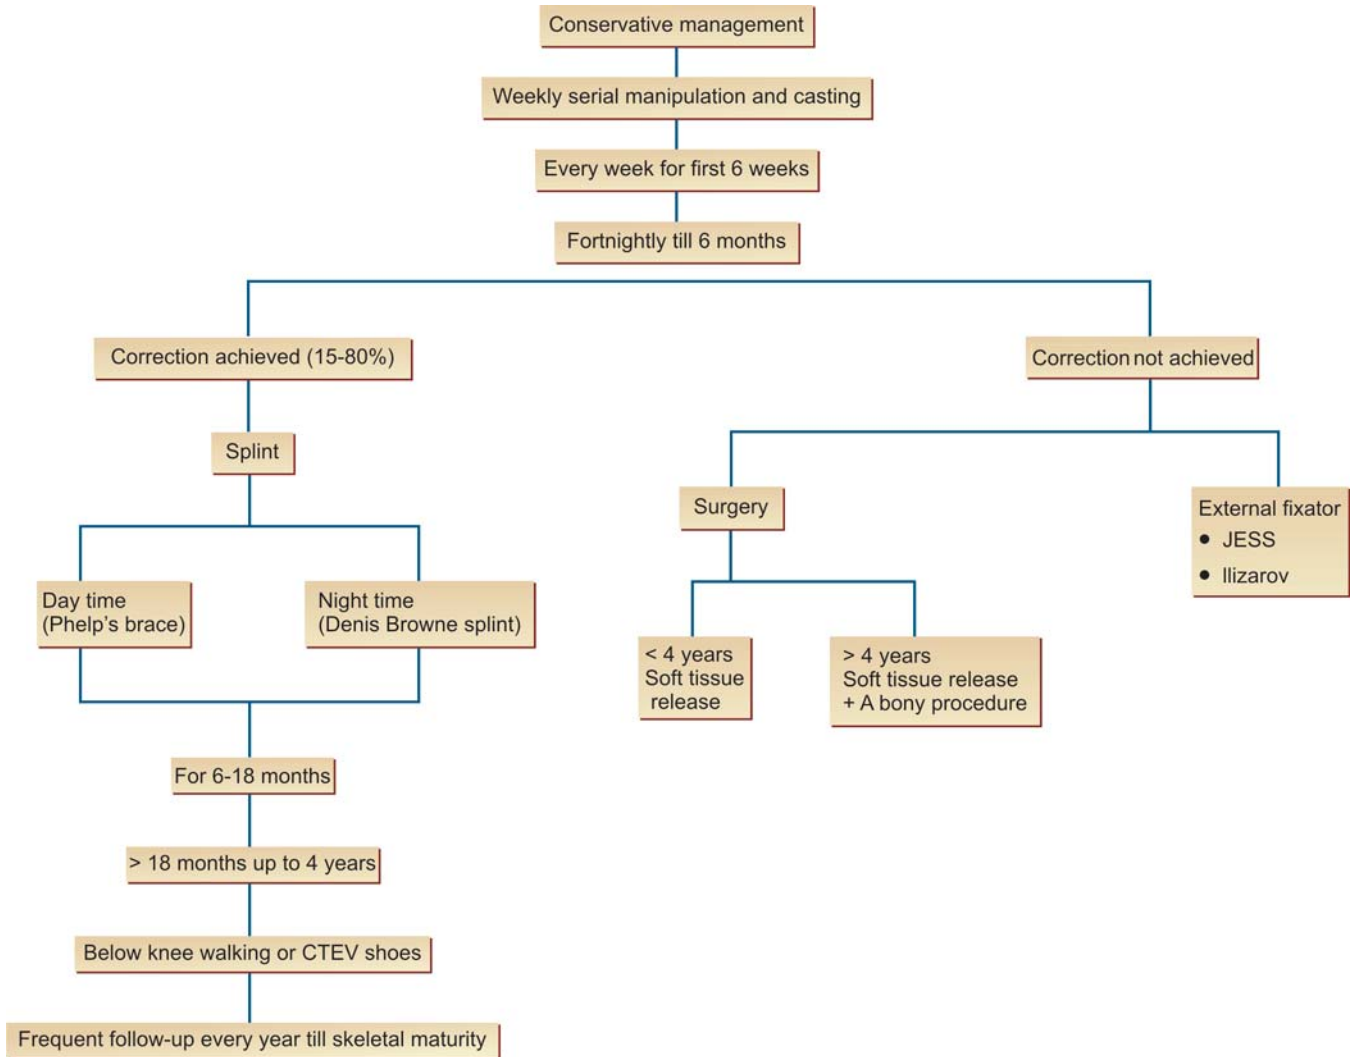 Conservative management
Weekly serial manipulation and casting
Every week for first 6 weeks
Fortnightly till 6 months
Correction achieved (15-80%)
Correction not achieved
Splint
Surgery
External fixator
• JESS
• Ilizarov
Day time
(Phelp's brace)
Night time
(Denis Browne splint)
< 4 years
Soft tissue
release
> 4 years
Soft tissue release
+ A bony procedure
For 6-18 months
> 18 months up to 4 years
Below knee walking or CTEV shoes
Frequent follow-up every year till skeletal maturity